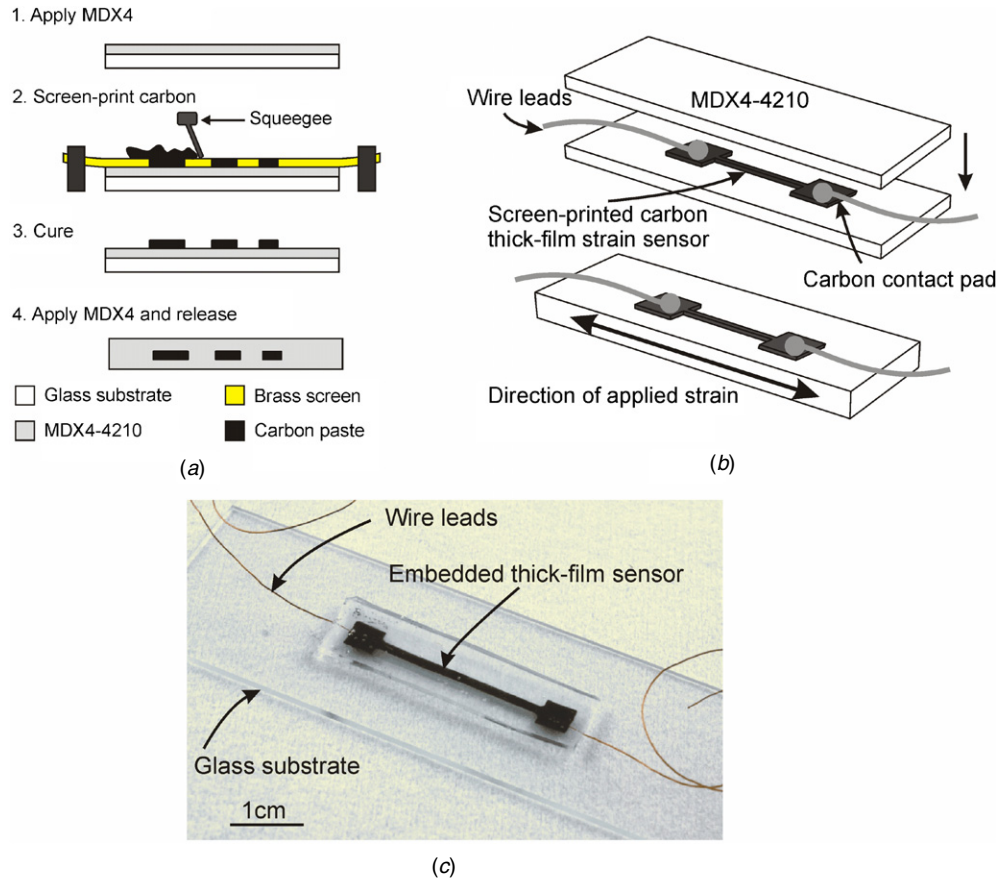 1. Apply MDX4
2. Screen-print carbon
Squeegee
3. Cure
4. Apply MDX4 and release
Glass substrate
Brass screen
MDX4-4210
Carbon paste
(a)
Wire leads
MDX4-4210
Screen-printed carbon
thick-film strain sensor
Carbon contact pad
Direction of applied strain
(b)
Wire leads
Embedded thick-film sensor
Glass substrate
1cm
(c)